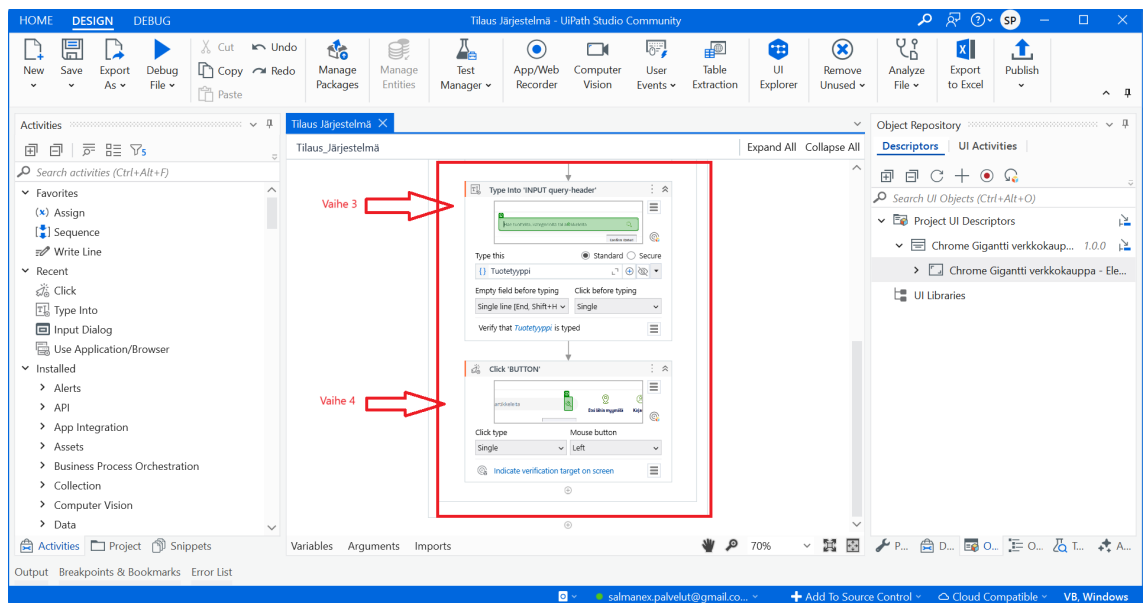 HOME DESIGN DEBUG
Tilaus Järjestelmä - UiPath Studio Community
SP
New
Save
Export As
Debug File
Cut
Copy
Paste
Undo
Redo
Manage Packages
Manage Entities
Test Manager
App/Web Recorder
Computer Vision
User Events
Table Extraction
UI Explorer
Remove Unused
Analyze File
Export to Excel
Publish
Activities
5
Search activities (Ctrl+Alt+F)
Favorites
Assign
Sequence
Write Line
Recent
Click
Type Into
Input Dialog
Use Application/Browser
Installed
Alerts
API
App Integration
Assets
Business Process Orchestration
Collection
Computer Vision
Data
Activities Project Snippets
Tilaus Järjestelmä
Tilaus_Järjestelmä
Expand All Collapse All
Vaihe 3
Type Into 'INPUT query-header'
Type this
Standard Secure
Tuotetyyppi
Empty field before typing Click before typing
Single line (End, Shift+H Single
Verify that Tuotetyyppi is typed
Vaihe 4
Click 'BUTTON'
Etsi lähin myymälä
Click type Mouse button
Single Left
Indicate verification target on screen
Variables Arguments Imports
70%
Object Repository
Descriptors UI Activities
Search UI Objects (Ctrl+Alt+O)
Project UI Descriptors
Chrome Gigantti verkkokaup... 1.0.0
Chrome Gigantti verkkokauppa - Ele...
UI Libraries
P... D... O... O... T... A...
Output Breakpoints & Bookmarks Error List
salmanex.palvelut@gmail.co...
Add To Source Control
Cloud Compatible
VB, Windows